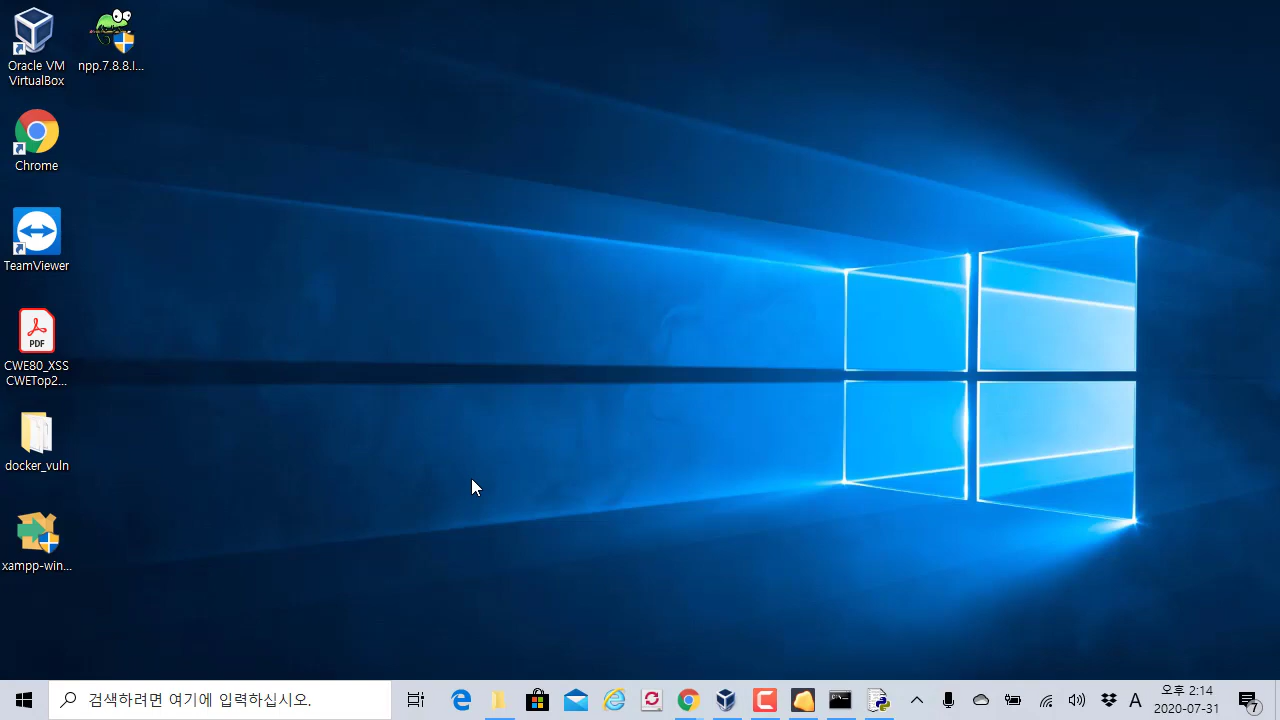 Oracle VM
VirtualBox
npp.7.8.8.I...
Chrome
TeamViewer
PDF
CWE80_XSS
CWETop2...
docker_vuln
xampp-win...
검색하려면 여기에 입력하십시오.
A
오후 2:14
2020-07-31
7